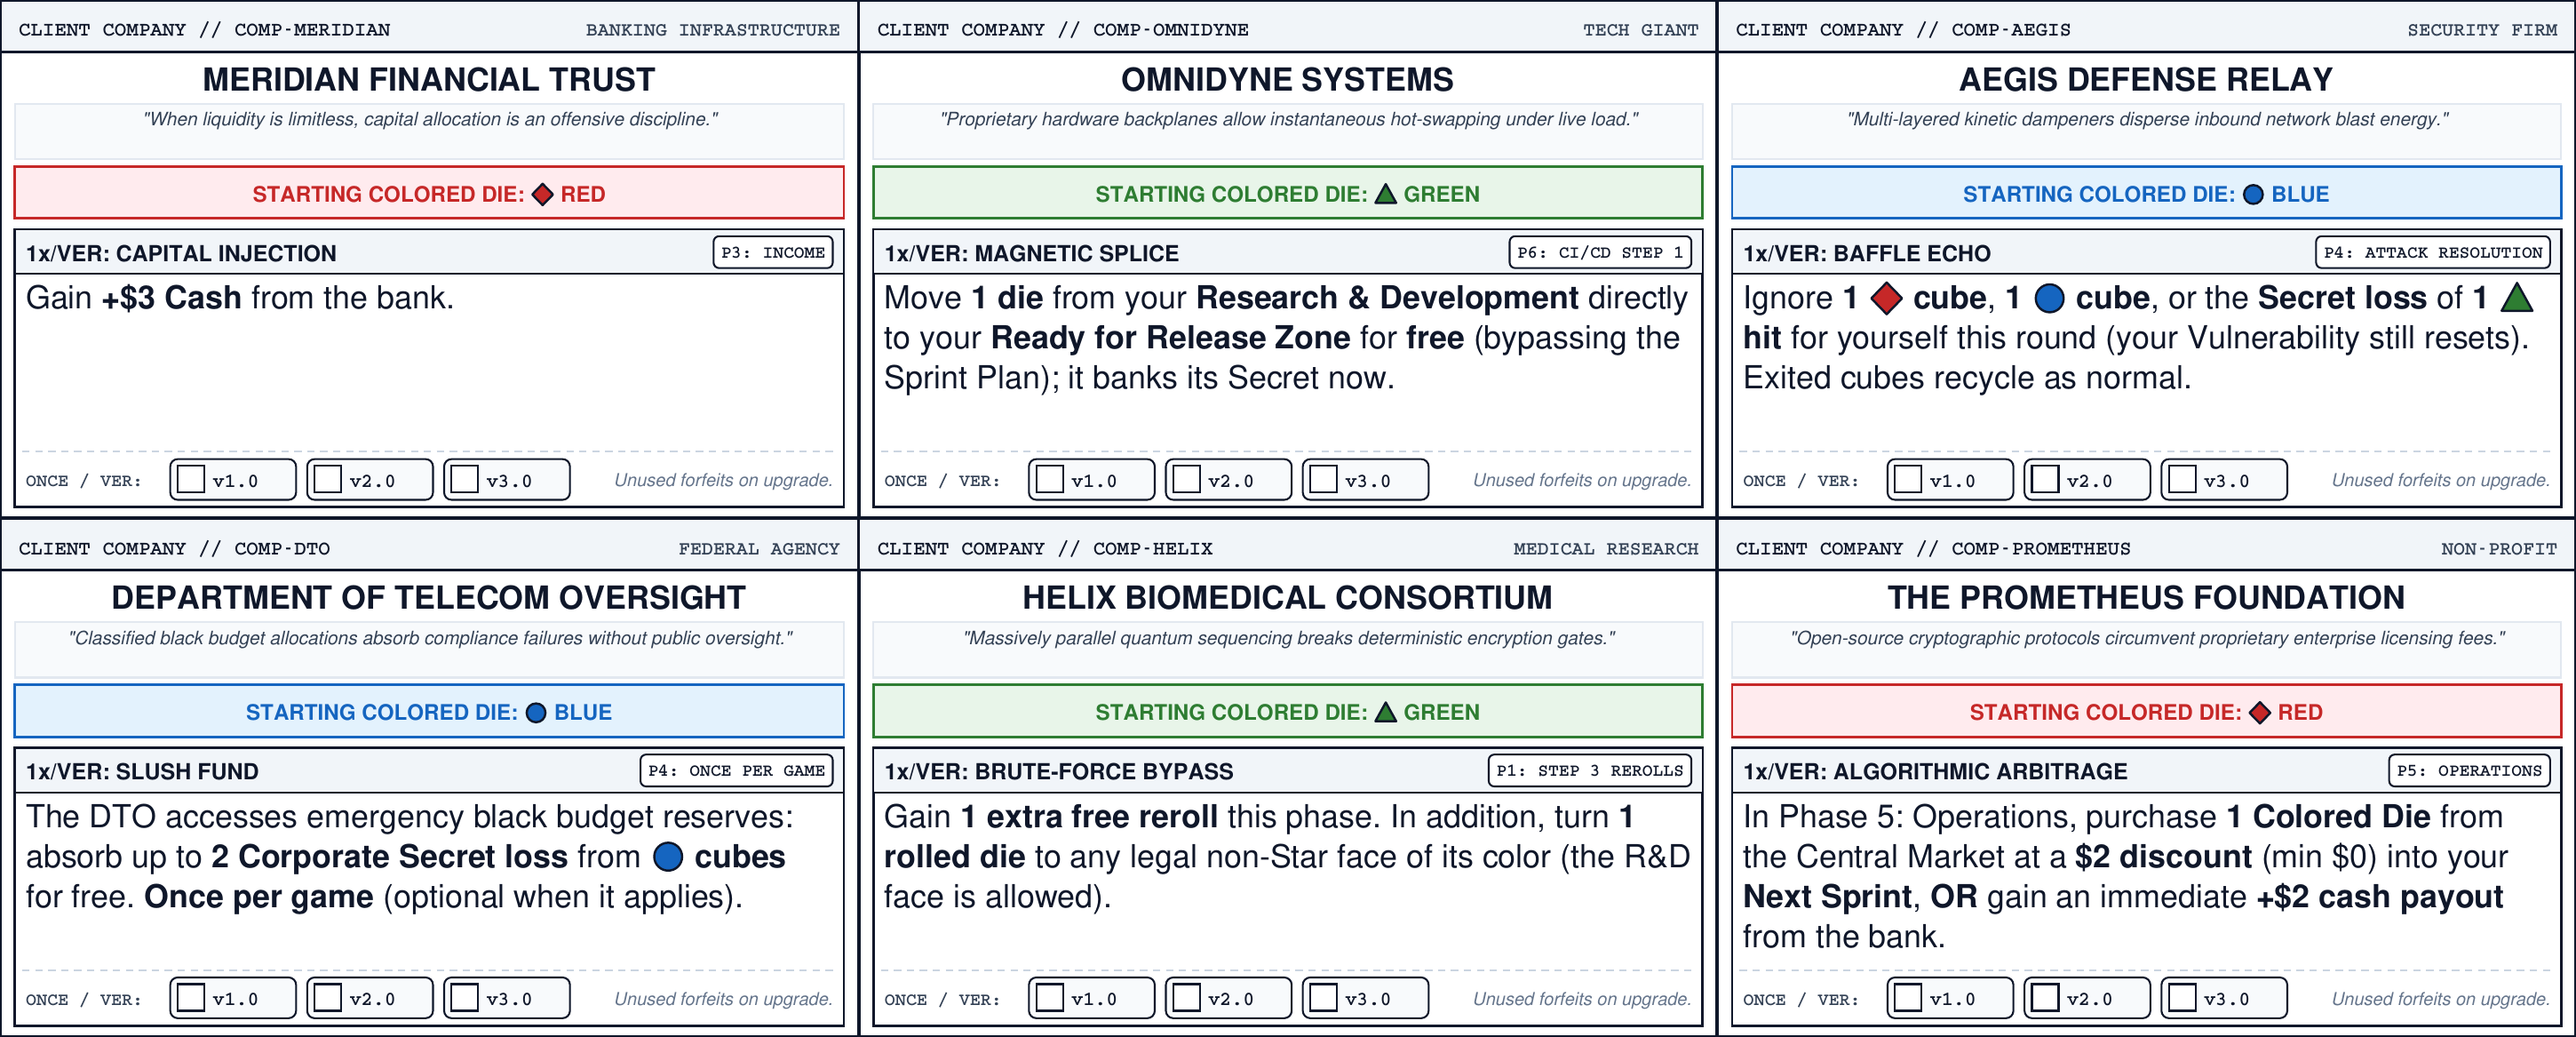 CLIENT COMPANY // COMP-MERIDIAN BANKING INFRASTRUCTURE
MERIDIAN FINANCIAL TRUST
"When liquidity is limitless, capital allocation is an offensive discipline."
STARTING COLORED DIE: RED
1x/VER: CAPITAL INJECTION P3: INCOME
Gain +$3 Cash from the bank.
ONCE / VER: v1.0 v2.0 v3.0 Unused forfeits on upgrade.
CLIENT COMPANY // COMP-OMNIDYNE TECH GIANT
OMNIDYNE SYSTEMS
"Proprietary hardware backplanes allow instantaneous hot-swapping under live load."
STARTING COLORED DIE: GREEN
1x/VER: MAGNETIC SPLICE P6: CI/CD STEP 1
Move 1 die from your Research & Development directly
to your Ready for Release Zone for free (bypassing the
Sprint Plan); it banks its Secret now.
ONCE / VER: v1.0 v2.0 v3.0 Unused forfeits on upgrade.
CLIENT COMPANY // COMP-AEGIS SECURITY FIRM
AEGIS DEFENSE RELAY
"Multi-layered kinetic dampeners disperse inbound network blast energy."
STARTING COLORED DIE: BLUE
1x/VER: BAFFLE ECHO P4: ATTACK RESOLUTION
Ignore 1 cube, 1 cube, or the Secret loss of 1
hit for yourself this round (your Vulnerability still resets).
Exited cubes recycle as normal.
ONCE / VER: v1.0 v2.0 v3.0 Unused forfeits on upgrade.
CLIENT COMPANY // COMP-DTO FEDERAL AGENCY
DEPARTMENT OF TELECOM OVERSIGHT
"Classified black budget allocations absorb compliance failures without public oversight."
STARTING COLORED DIE: BLUE
1x/VER: SLUSH FUND P4: ONCE PER GAME
The DTO accesses emergency black budget reserves:
absorb up to 2 Corporate Secret loss from cubes
for free. Once per game (optional when it applies).
ONCE / VER: v1.0 v2.0 v3.0 Unused forfeits on upgrade.
CLIENT COMPANY // COMP-HELIX MEDICAL RESEARCH
HELIX BIOMEDICAL CONSORTIUM
"Massively parallel quantum sequencing breaks deterministic encryption gates."
STARTING COLORED DIE: GREEN
1x/VER: BRUTE-FORCE BYPASS P1: STEP 3 REROLLS
Gain 1 extra free reroll this phase. In addition, turn 1
rolled die to any legal non-Star face of its color (the R&D
face is allowed).
ONCE / VER: v1.0 v2.0 v3.0 Unused forfeits on upgrade.
CLIENT COMPANY // COMP-PROMETHEUS NON-PROFIT
THE PROMETHEUS FOUNDATION
"Open-source cryptographic protocols circumvent proprietary enterprise licensing fees."
STARTING COLORED DIE: RED
1x/VER: ALGORITHMIC ARBITRAGE P5: OPERATIONS
In Phase 5: Operations, purchase 1 Colored Die from
the Central Market at a $2 discount (min $0) into your
Next Sprint, OR gain an immediate +$2 cash payout
from the bank.
ONCE / VER: v1.0 v2.0 v3.0 Unused forfeits on upgrade.